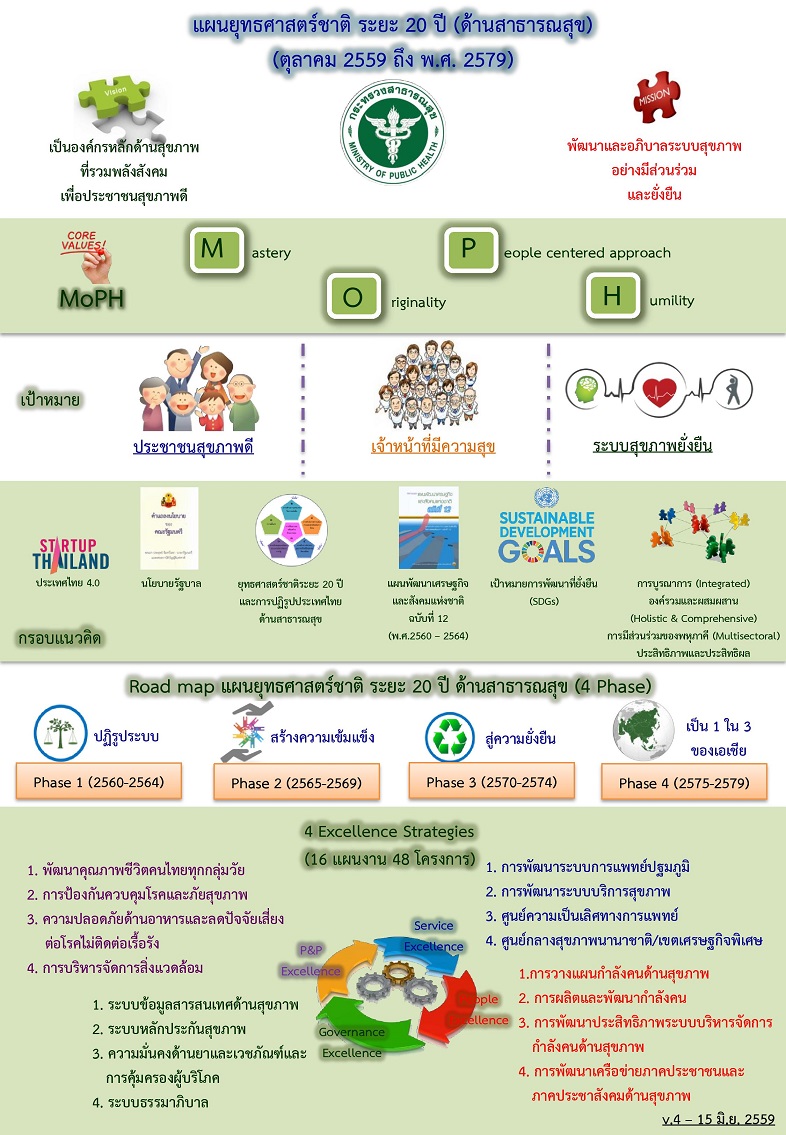 แผนยุทธศาสตร์ชาติ ระยะ 20 ปี (ด้านสาธารณสุข)
(ตุลาคม 2559 ถึง พ.ศ. 2579)
Vision
เป็นองค์กรหลักด้านสุขภาพ
ที่รวมพลังสังคม
เพื่อประชาชนสุขภาพดี
กระทรวงสาธารณสุข
MINISTRY OF PUBLIC HEALTH
MISSION
พัฒนาและอภิบาลระบบสุขภาพ
อย่างมีส่วนร่วม
และยั่งยืน
CORE
VALUES!
MoPH
M astery
O riginality
P eople centered approach
H umility
เป้าหมาย
ประชาชนสุขภาพดี
เจ้าหน้าที่มีความสุข
ระบบสุขภาพยั่งยืน
STARTUP
THAILAND
ประเทศไทย 4.0
คำแถลงนโยบาย
ของ
คณะรัฐมนตรี
นโยบายรัฐบาล
ยุทธศาสตร์ชาติระยะ 20 ปี
และการปฏิรูปประเทศไทย
ด้านสาธารณสุข
แผนพัฒนาเศรษฐกิจ
และสังคมแห่งชาติ
ฉบับที่ 12
(พ.ศ.2560 – 2564)
SUSTAINABLE
DEVELOPMENT
GOALS
เป้าหมายการพัฒนาที่ยั่งยืน
(SDGs)
การบูรณาการ (Integrated)
องค์รวมและผสมผสาน
(Holistic & Comprehensive)
การมีส่วนร่วมของพหุภาคี (Multisectoral)
ประสิทธิภาพและประสิทธิผล
กรอบแนวคิด
Road map แผนยุทธศาสตร์ชาติ ระยะ 20 ปี ด้านสาธารณสุข (4 Phase)
ปฏิรูประบบ
Phase 1 (2560-2564)
สร้างความเข้มแข็ง
Phase 2 (2565-2569)
สู่ความยั่งยืน
Phase 3 (2570-2574)
เป็น 1 ใน 3
ของเอเชีย
Phase 4 (2575-2579)
4 Excellence Strategies
(16 แผนงาน 48 โครงการ)
1. พัฒนาคุณภาพชีวิตคนไทยทุกกลุ่มวัย
2. การป้องกันควบคุมโรคและภัยสุขภาพ
3. ความปลอดภัยด้านอาหารและลดปัจจัยเสี่ยง
ต่อโรคไม่ติดต่อเรื้อรัง
4. การบริหารจัดการสิ่งแวดล้อม
1. การพัฒนาระบบการแพทย์ปฐมภูมิ
2. การพัฒนาระบบบริการสุขภาพ
3. ศูนย์ความเป็นเลิศทางการแพทย์
4. ศูนย์กลางสุขภาพนานาชาติ/เขตเศรษฐกิจพิเศษ
P&P
Excellence
Service
Excellence
People
Excellence
Governance
Excellence
1. ระบบข้อมูลสารสนเทศด้านสุขภาพ
2. ระบบหลักประกันสุขภาพ
3. ความมั่นคงด้านยาและเวชภัณฑ์และ
การคุ้มครองผู้บริโภค
4. ระบบธรรมาภิบาล
1.การวางแผนกำลังคนด้านสุขภาพ
2. การผลิตและพัฒนากำลังคน
3. การพัฒนาประสิทธิภาพระบบบริหารจัดการ
กำลังคนด้านสุขภาพ
4. การพัฒนาเครือข่ายภาคประชาชนและ
ภาคประชาสังคมด้านสุขภาพ
v.4 – 15 มิ.ย. 2559